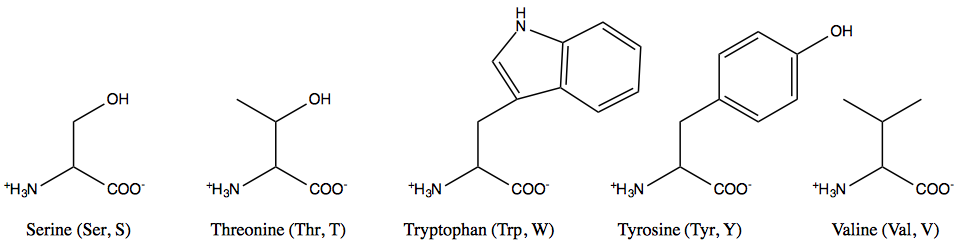 H
N
OH
OH
OH
⁺H₃N COO⁻
⁺H₃N COO⁻
⁺H₃N COO⁻
⁺H₃N COO⁻
⁺H₃N COO⁻
Serine (Ser, S)
Threonine (Thr, T)
Tryptophan (Trp, W)
Tyrosine (Tyr, Y)
Valine (Val, V)